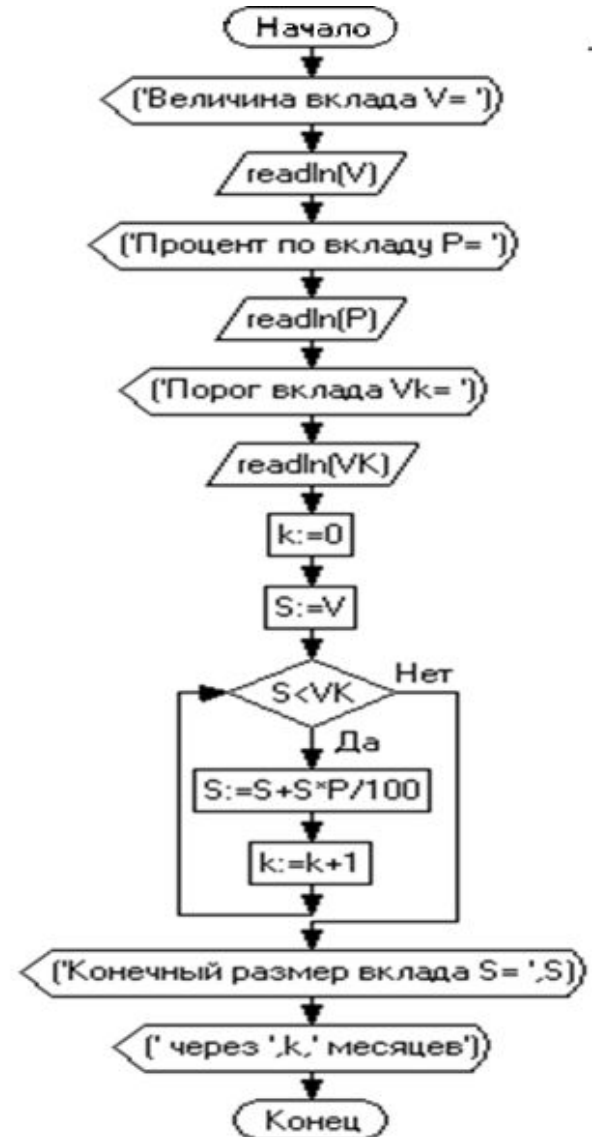 Начало
('Величина вклада V= ')
readln(V)
('Процент по вкладу P= ')
readln(P)
('Порог вклада Vk= ')
readln(VK)
k:=0
S:=V
S<VK
Нет
Да
S:=S+S*P/100
k:=k+1
('Конечный размер вклада S= ',S)
(' через ',k,' месяцев')
Конец